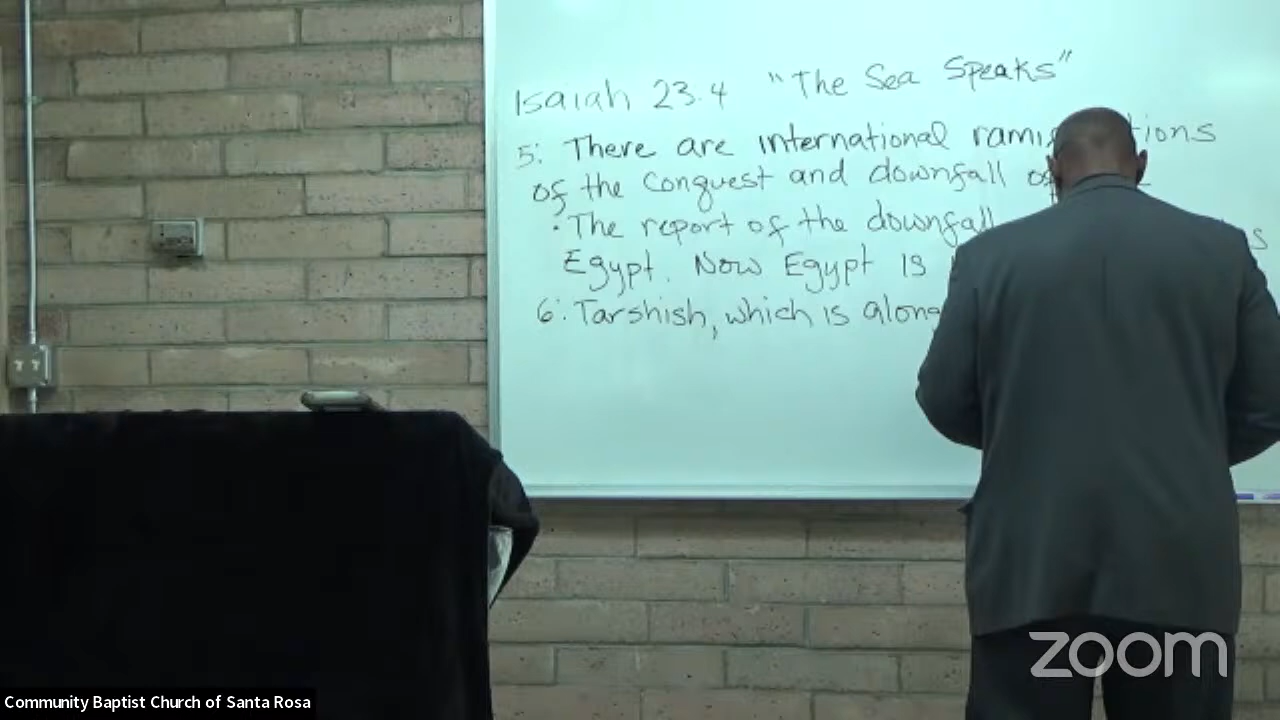 Isaiah 23.4 "The Sea Speaks"
5: There are international
of the Conquest and downfall
• The report of the downfall
Egypt. Now Egypt is
6: Tarshish, which is along
zoom
Community Baptist Church of Santa Rosa